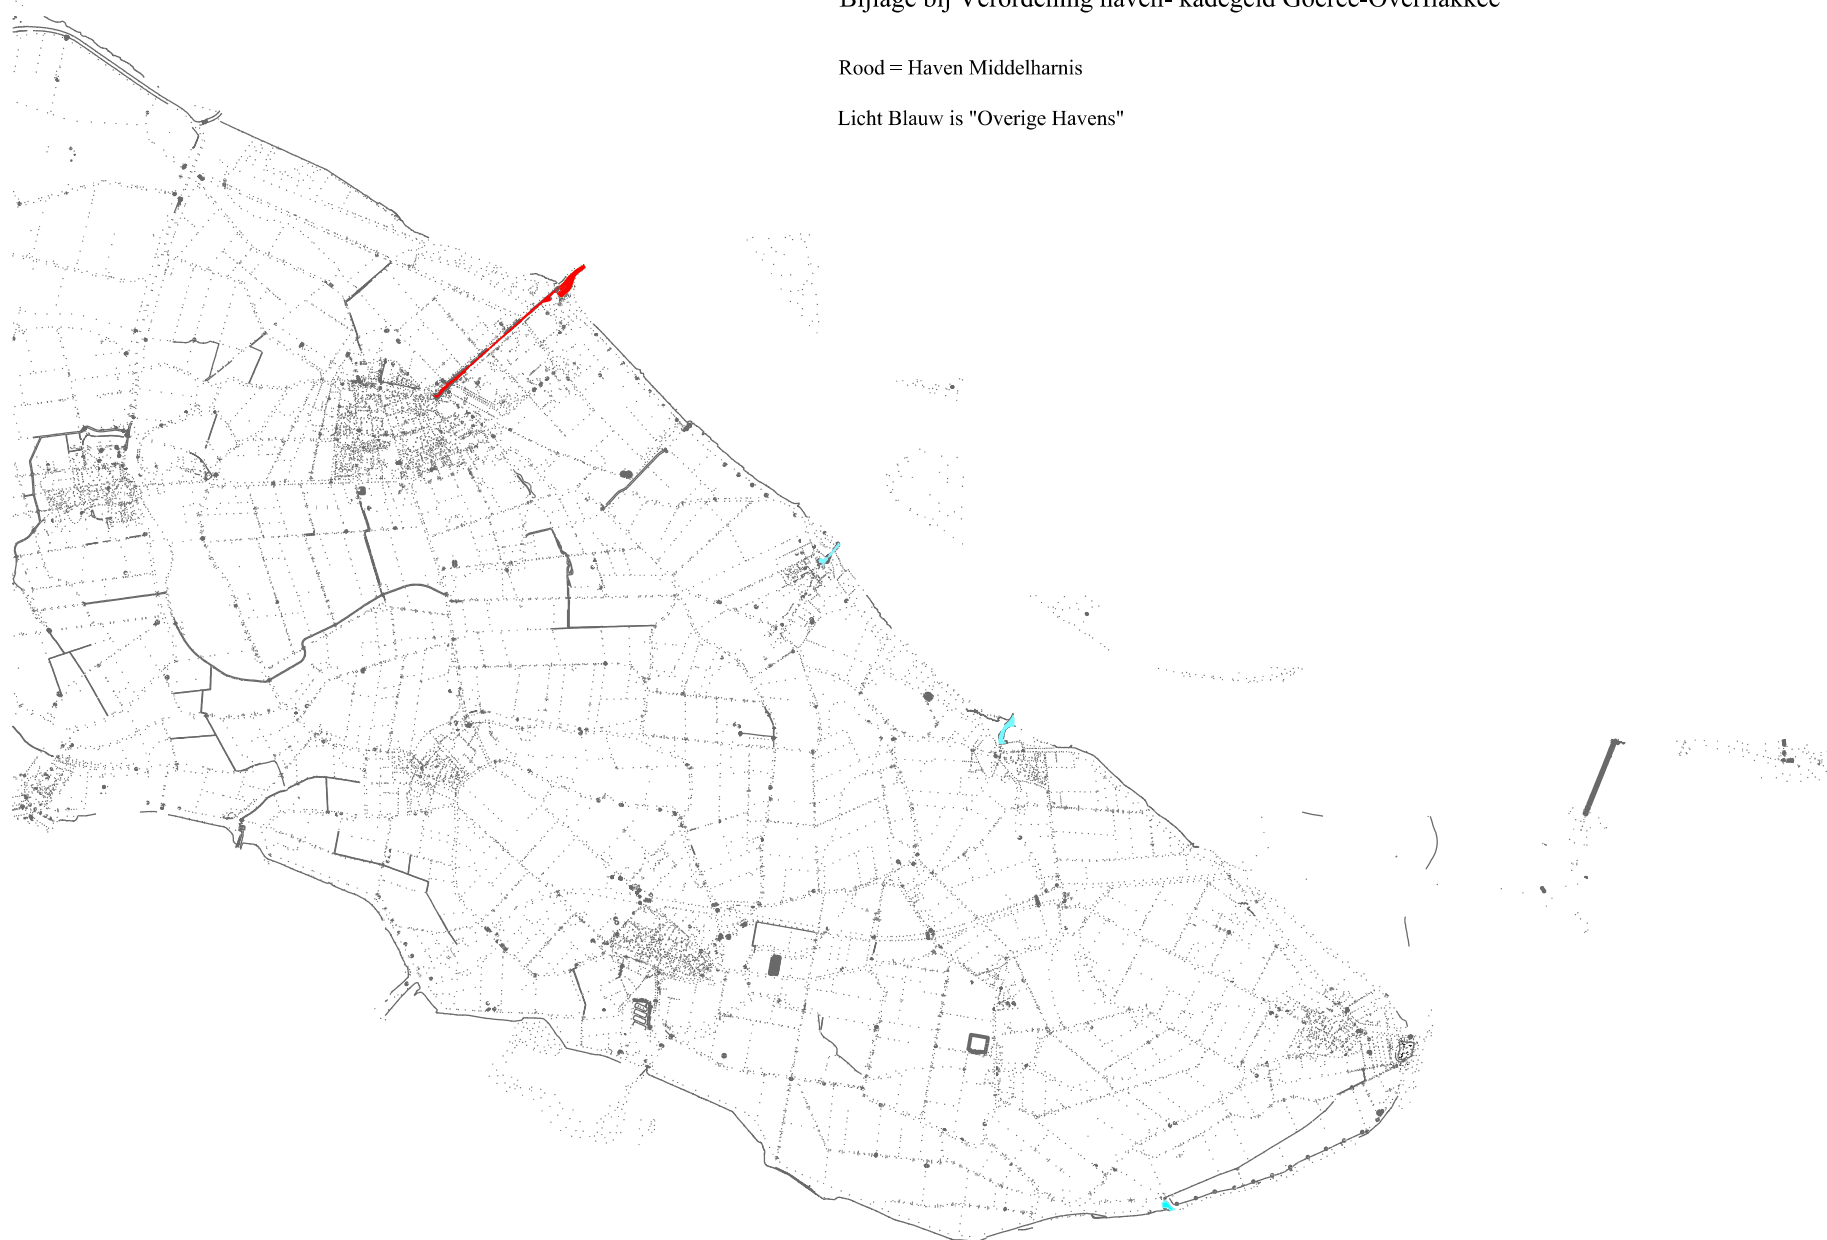 Bijlage bij Verordening haven- kadegeld Goeree-Overflakkee
Rood = Haven Middelharnis
Licht Blauw is "Overige Havens"